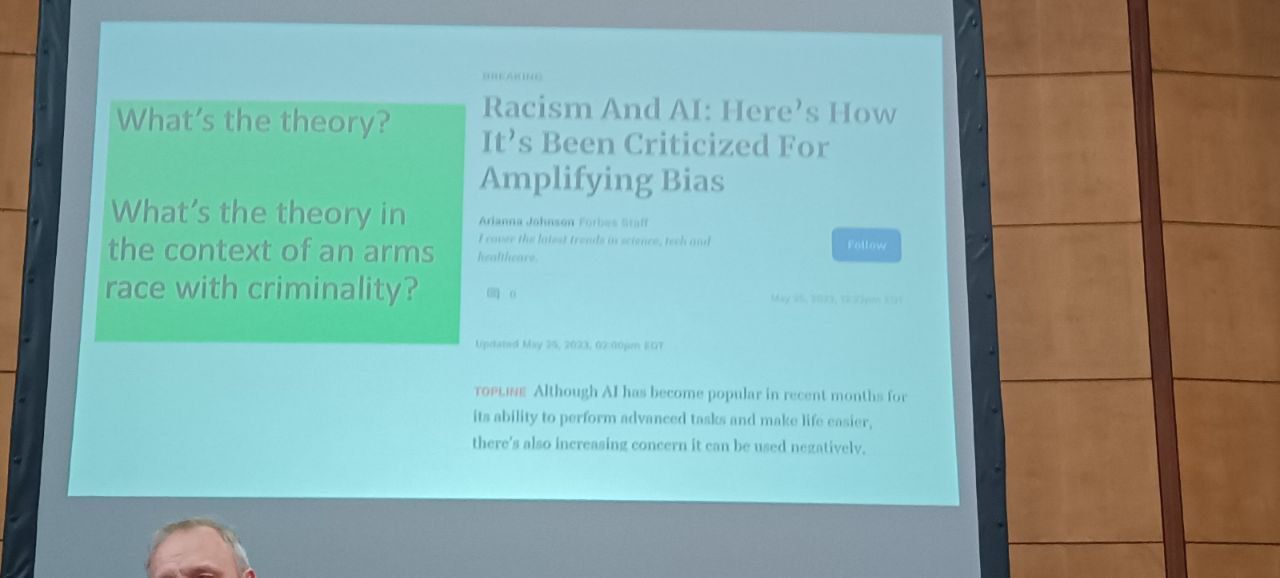 What's the theory?
What's the theory in
the context of an arms
race with criminality?
BREAKING
Racism And AI: Here's How
It's Been Criticized For
Amplifying Bias
Arianna Johnson Forbes Staff
I cover the latest trends in science, tech and
healthcare.
Follow
0
May 25, 2023,
Updated May 25, 2023, 02:00pm EDT
TOPLINE Although AI has become popular in recent months for
its ability to perform advanced tasks and make life easier,
there's also increasing concern it can be used negatively.